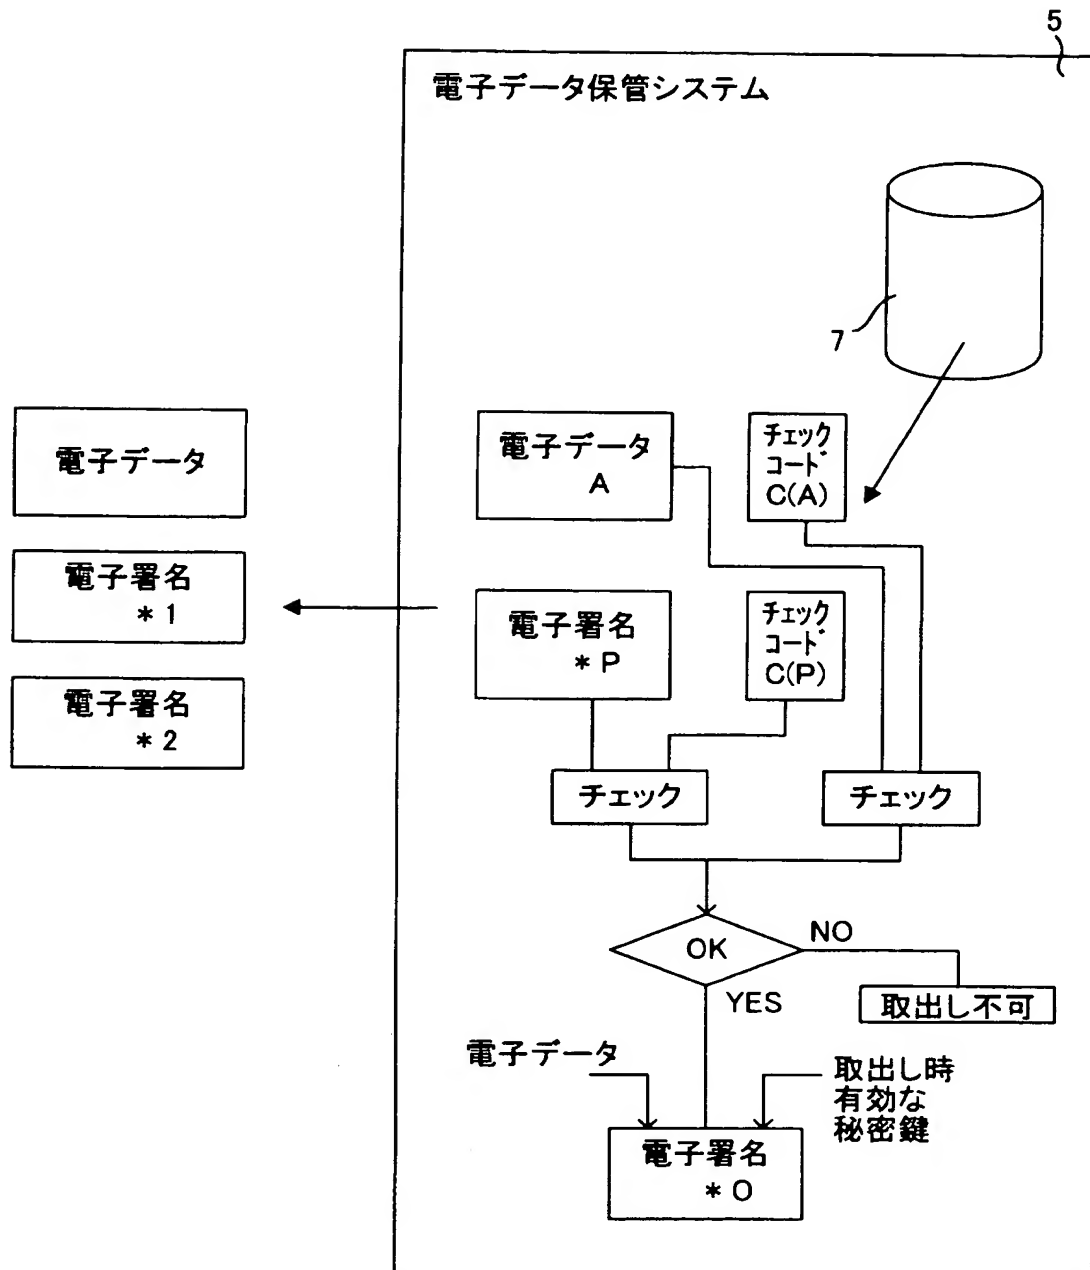 5
電子データ保管システム
7
電子データ
電子署名
*1
電子署名
*2
電子データ
A
チェック
コード
C(A)
電子署名
*P
チェック
コード
C(P)
チェック
チェック
OK
NO
YES
取出し不可
電子データ
取出し時
有効な
秘密鍵
電子署名
*O